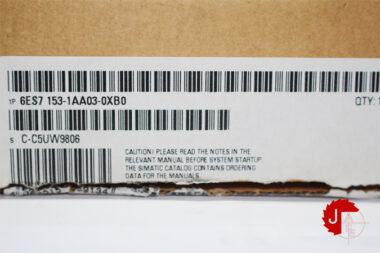 1P 6ES7 153-1AA03-0XB0
QTY: 1
S C-C5UW9806
CAUTION! PLEASE READ THE NOTES IN THE
RELEVANT MANUAL BEFORE SYSTEM STARTUP.
THE SIMATIC CATALOG CONTAINS ORDERING
DATA FOR THE MANUALS.
J